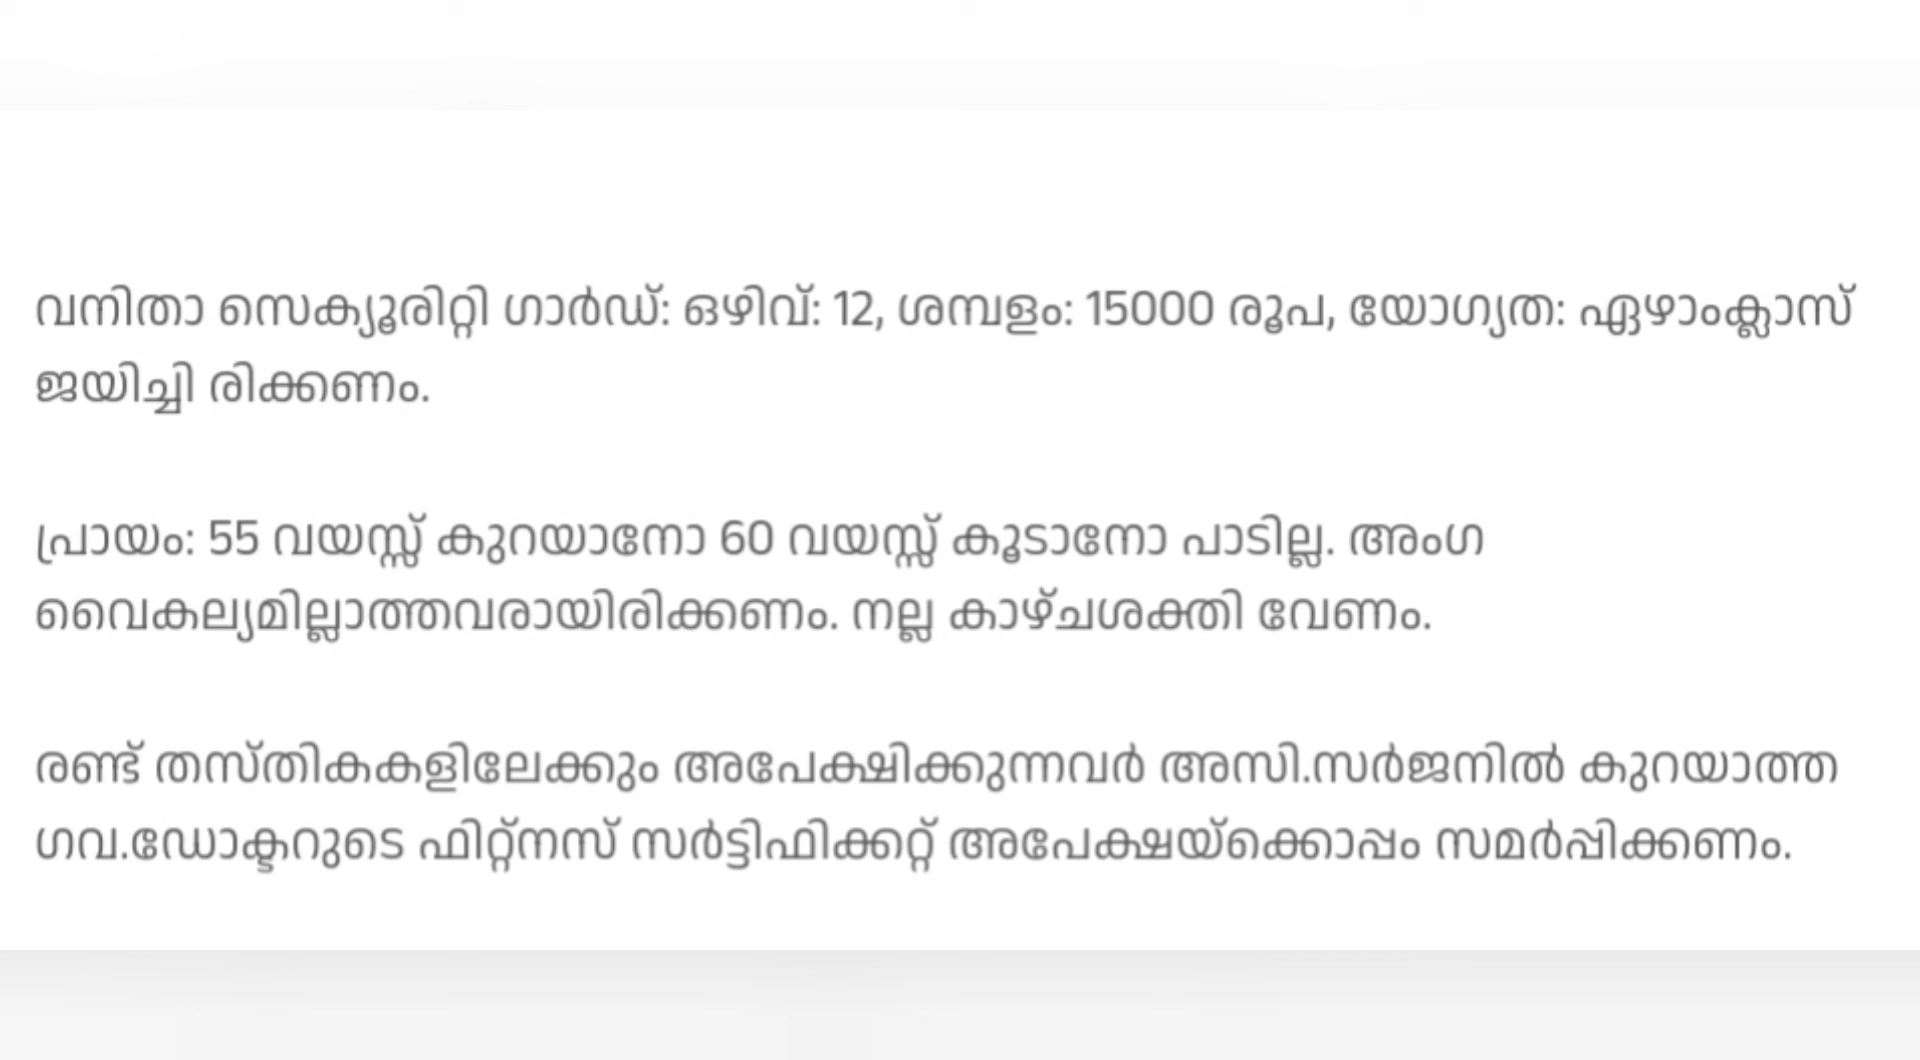 വനിതാ സെക്യൂരിറ്റി ഗാർഡ്: ഒഴിവ്: 12, ശമ്പളം: 15000 രൂപ, യോഗ്യത: ഏഴാംക്ലാസ്
ജയിച്ചി രിക്കണം.
പ്രായം: 55 വയസ്സ് കുറയാനോ 60 വയസ്സ് കൂടാനോ പാടില്ല. അംഗ
വൈകല്യമില്ലാത്തവരായിരിക്കണം. നല്ല കാഴ്ചശക്തി വേണം.
രണ്ട് തസ്തികകളിലേക്കും അപേക്ഷിക്കുന്നവർ അസി.സർജനിൽ കുറയാത്ത
ഗവ.ഡോക്ടറുടെ ഫിറ്റ്നസ് സർട്ടിഫിക്കറ്റ് അപേക്ഷയ്ക്കൊപ്പം സമർപ്പിക്കണം.